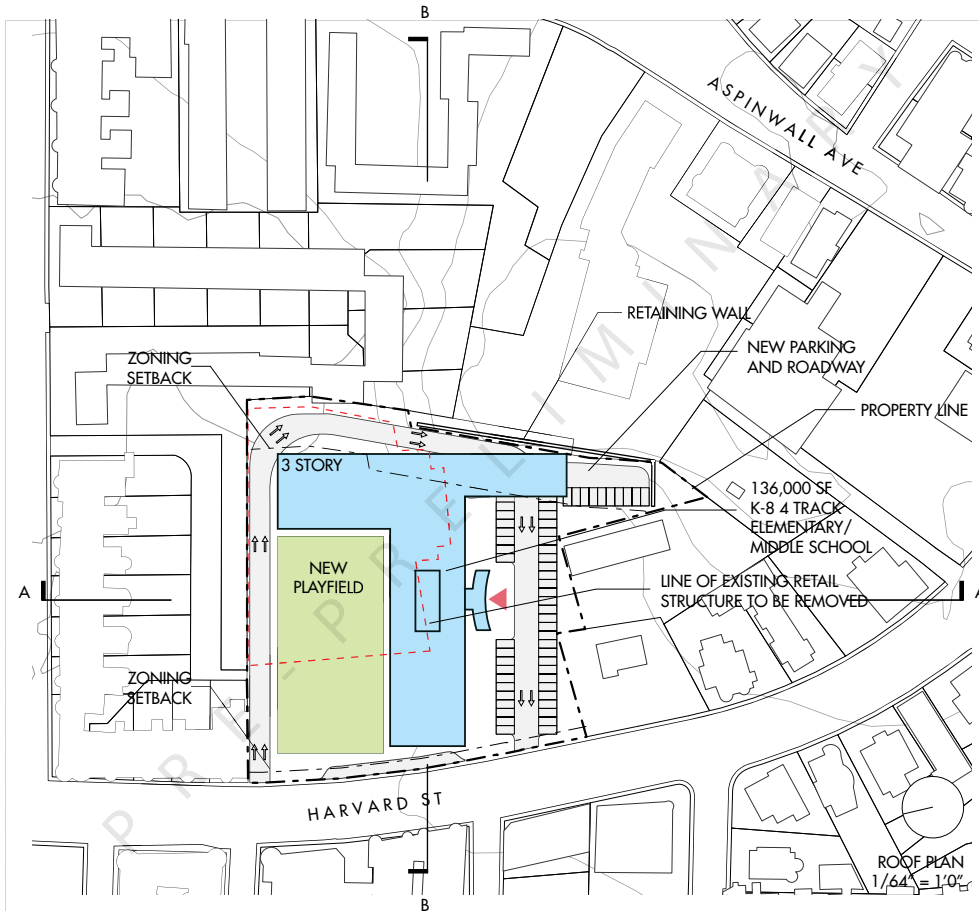 B
ASPINWALL AVE
RETAINING WALL
NEW PARKING
AND ROADWAY
ZONING
SETBACK
PROPERTY LINE
3 STORY
136,000 SF
K-8 4 TRACK
ELEMENTARY/
MIDDLE SCHOOL
NEW
PLAYFIELD
LINE OF EXISTING RETAIL
STRUCTURE TO BE REMOVED
A
A
ZONING
SETBACK
HARVARD ST
PRE-PRELIMINARY
ROOF PLAN
1/64" = 1'0"
B